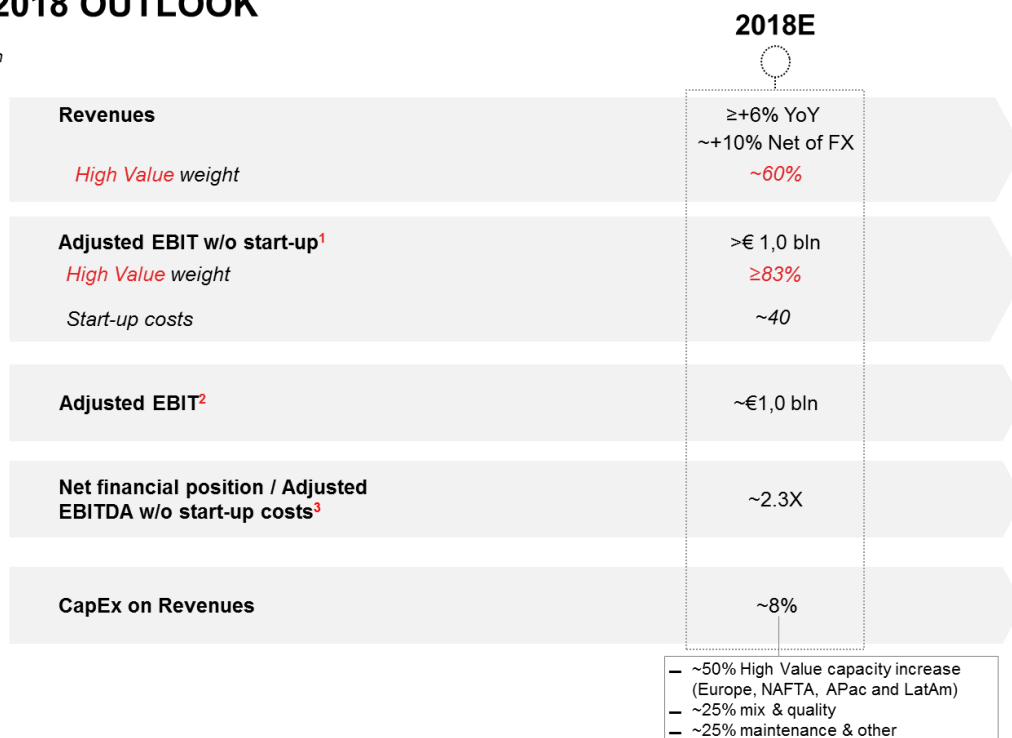 2018 OUTLOOK
2018E
Revenues
≥+6% YoY
~+10% Net of FX
High Value weight
~60%
Adjusted EBIT w/o start-up1
>€ 1,0 bln
High Value weight
≥83%
Start-up costs
~40
Adjusted EBIT2
~€1,0 bln
Net financial position / Adjusted
EBITDA w/o start-up costs3
~2.3X
CapEx on Revenues
~8%
– ~50% High Value capacity increase
(Europe, NAFTA, APac and LatAm)
– ~25% mix & quality
– ~25% maintenance & other